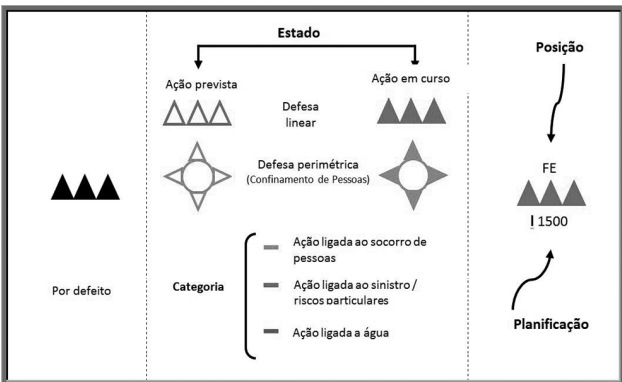 Estado
Posição
Ação prevista
Ação em curso
Defesa
linear
Defesa perimétrica
(Confinamento de Pessoas)
FE
I 1500
Por defeito
Categoria
Ação ligada ao socorro de
pessoas
Ação ligada ao sinistro /
riscos particulares
Ação ligada a água
Planificação